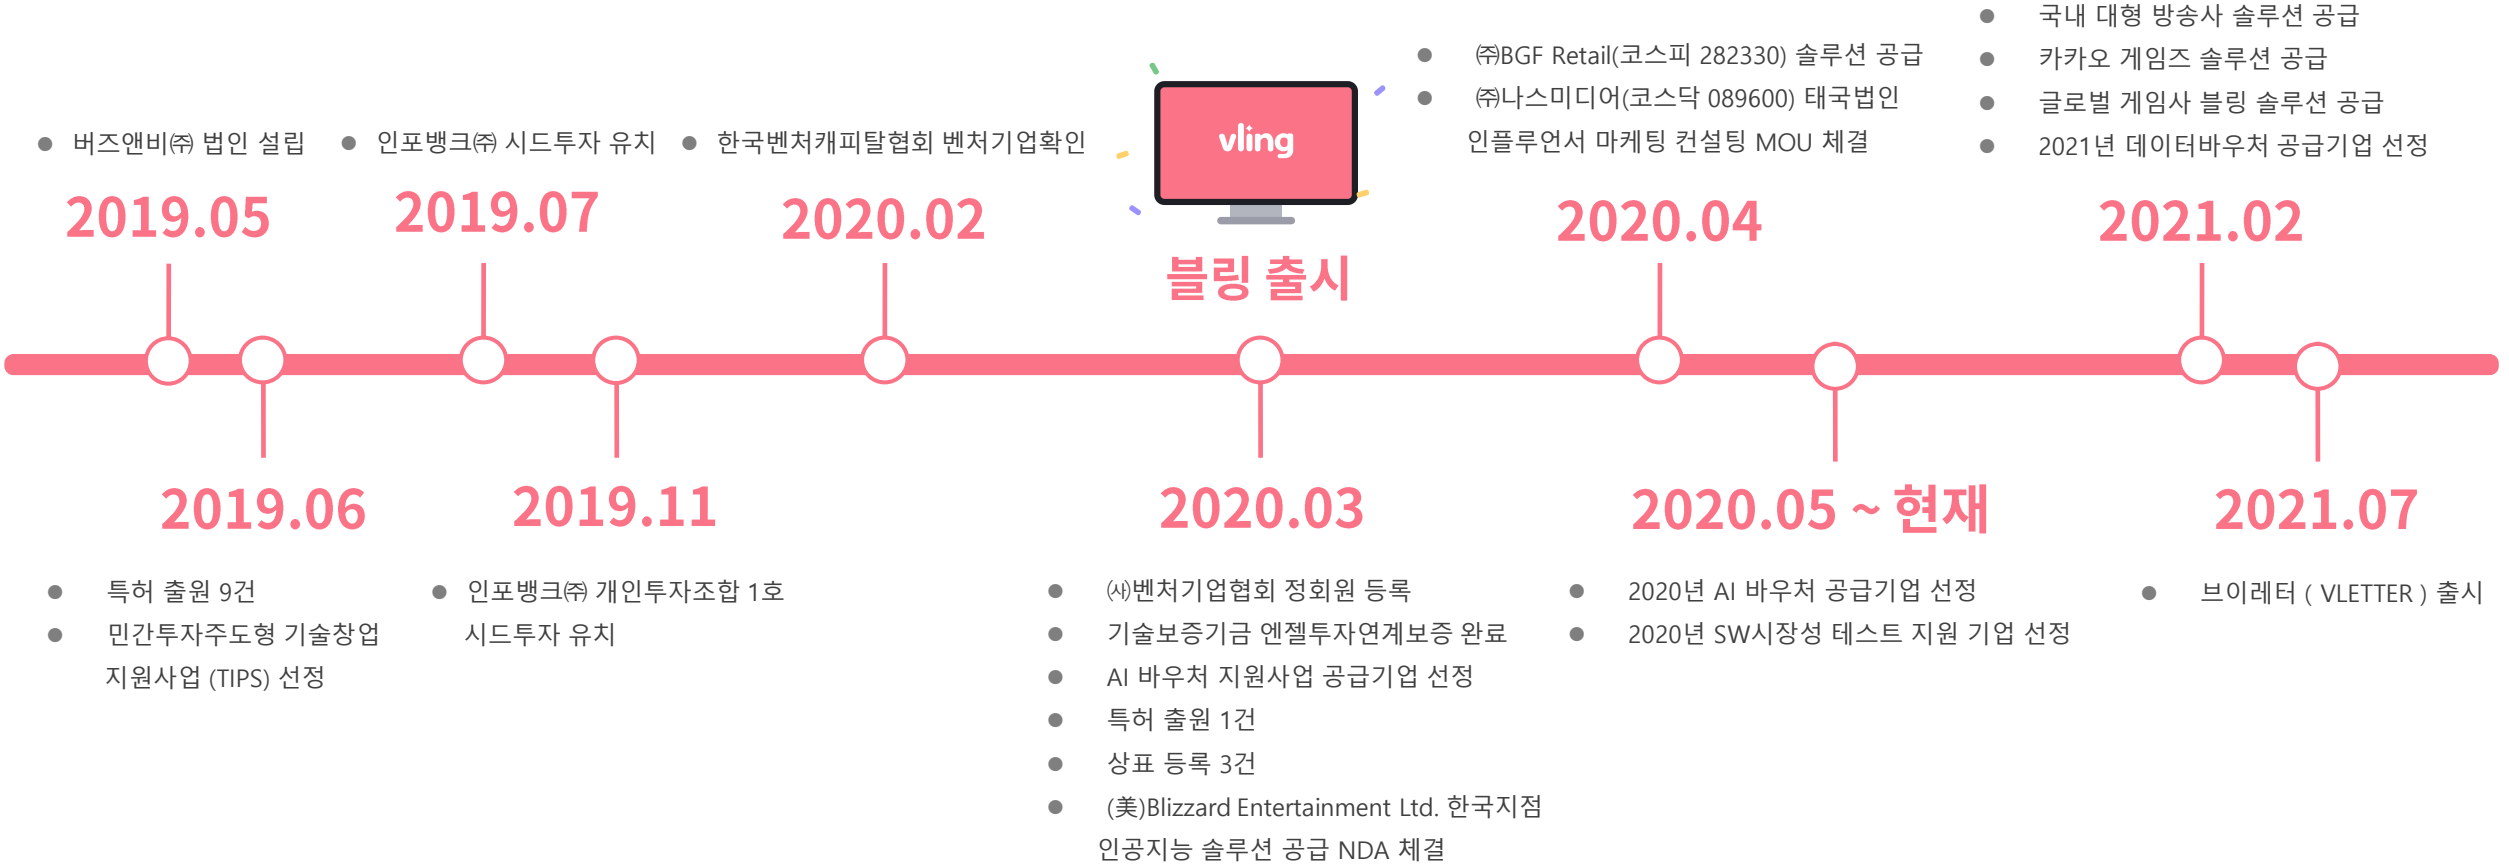 버즈앤비㈜ 법인 설립
2019.05
특허 출원 9건
민간투자주도형 기술창업
지원사업 (TIPS) 선정
2019.06
인포뱅크㈜ 시드투자 유치
2019.07
인포뱅크㈜ 개인투자조합 1호
시드투자 유치
2019.11
한국벤처캐피탈협회 벤처기업확인
2020.02
vling
블링 출시
2020.03
㈔벤처기업협회 정회원 등록
기술보증기금 엔젤투자연계보증 완료
AI 바우처 지원사업 공급기업 선정
특허 출원 1건
상표 등록 3건
(美)Blizzard Entertainment Ltd. 한국지점
인공지능 솔루션 공급 NDA 체결
㈜BGF Retail(코스피 282330) 솔루션 공급
㈜나스미디어(코스닥 089600) 태국법인
인플루언서 마케팅 컨설팅 MOU 체결
2020.04
2020.05 ~ 현재
2020년 AI 바우처 공급기업 선정
2020년 SW시장성 테스트 지원 기업 선정
국내 대형 방송사 솔루션 공급
카카오 게임즈 솔루션 공급
글로벌 게임사 블링 솔루션 공급
2021년 데이터바우처 공급기업 선정
2021.02
2021.07
브이레터 ( VLETTER ) 출시